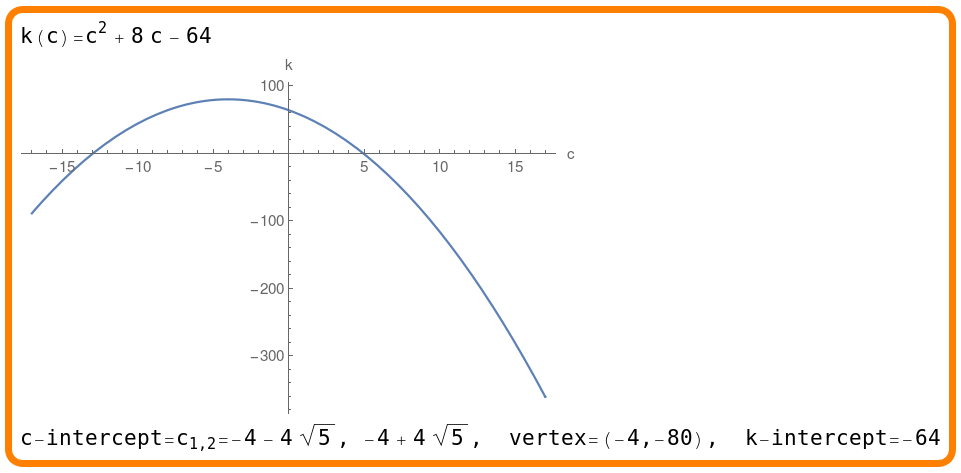 k(c)=c² + 8 c - 64
k
100
c
-15 -10 -5 5 10 15
-100
-200
-300
c-intercept=c₁,₂=-4 - 4 √5, -4 + 4 √5, vertex=(-4,-80), k-intercept=-64